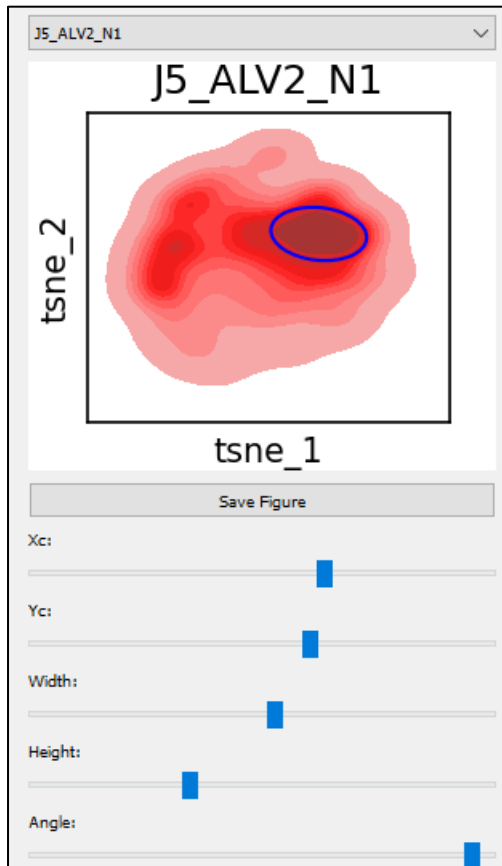 J5_ALV2_N1
J5_ALV2_N1
tsne_2
tsne_1
Save Figure
Xc:
Yc:
Width:
Height:
Angle: